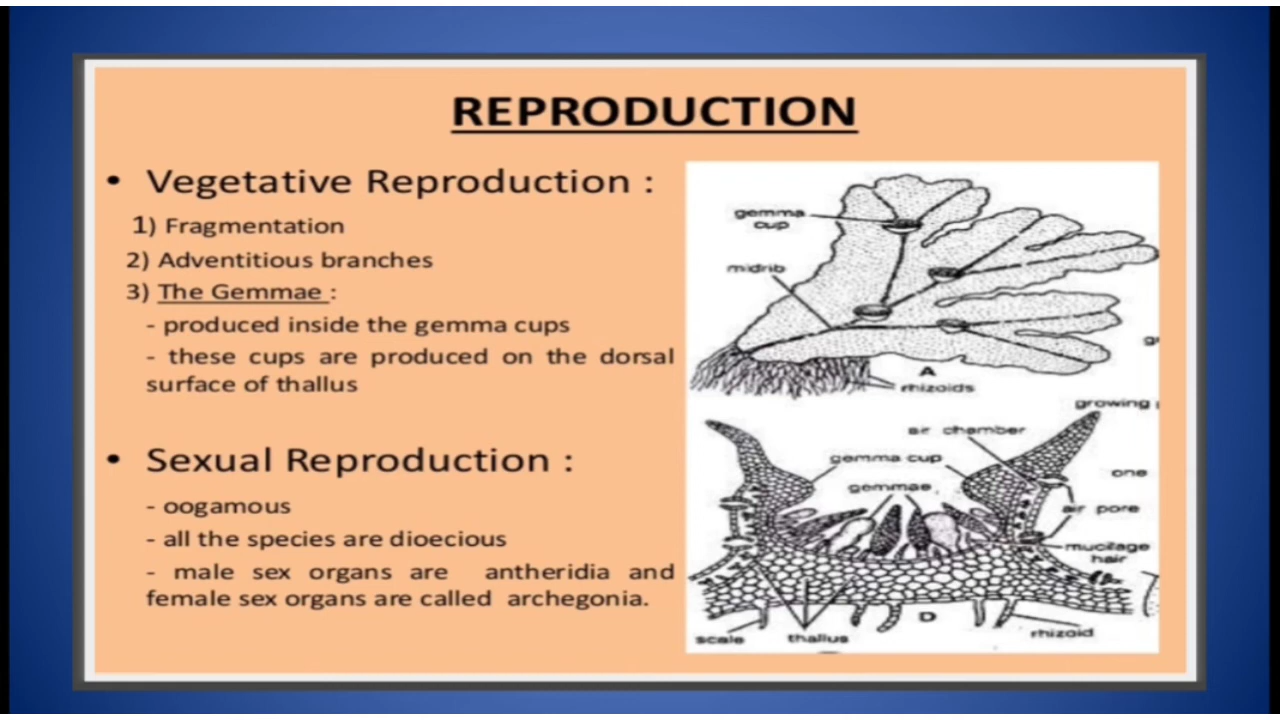 REPRODUCTION
• Vegetative Reproduction :
1) Fragmentation
2) Adventitious branches
3) The Gemmae :
- produced inside the gemma cups
- these cups are produced on the dorsal
surface of thallus
• Sexual Reproduction :
- oogamous
- all the species are dioecious
- male sex organs are antheridia and
female sex organs are called archegonia.
gemma
cup
midrib
A
rhizoids
growing
air chamber
gemma cup
gemmae
one
air pore
mucilage
hair
D
scale
thallus
rhizoid